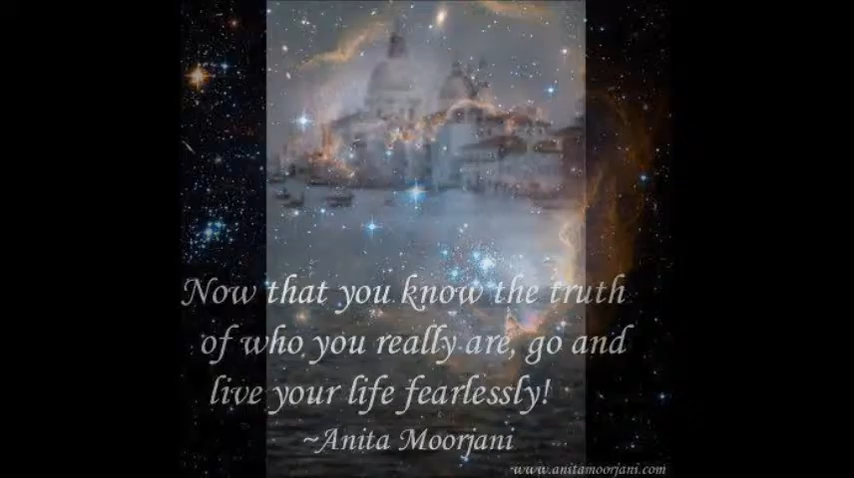 Now that you know the truth
of who you really are, go and
live your life fearlessly!
~Anita Moorjani
www.anitamoorjani.com